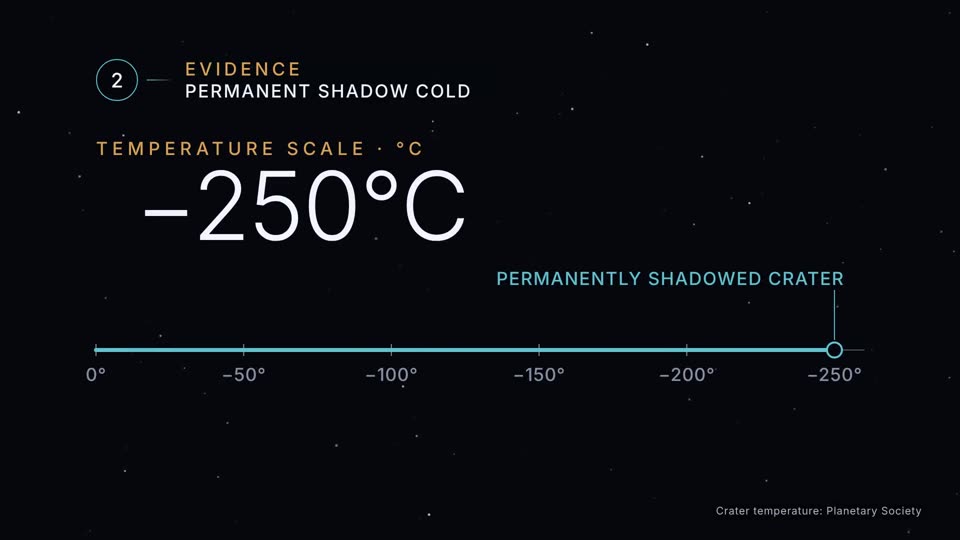 2
EVIDENCE
PERMANENT SHADOW COLD
TEMPERATURE SCALE · °C
−250°C
PERMANENTLY SHADOWED CRATER
0° −50° −100° −150° −200° −250°
Crater temperature: Planetary Society